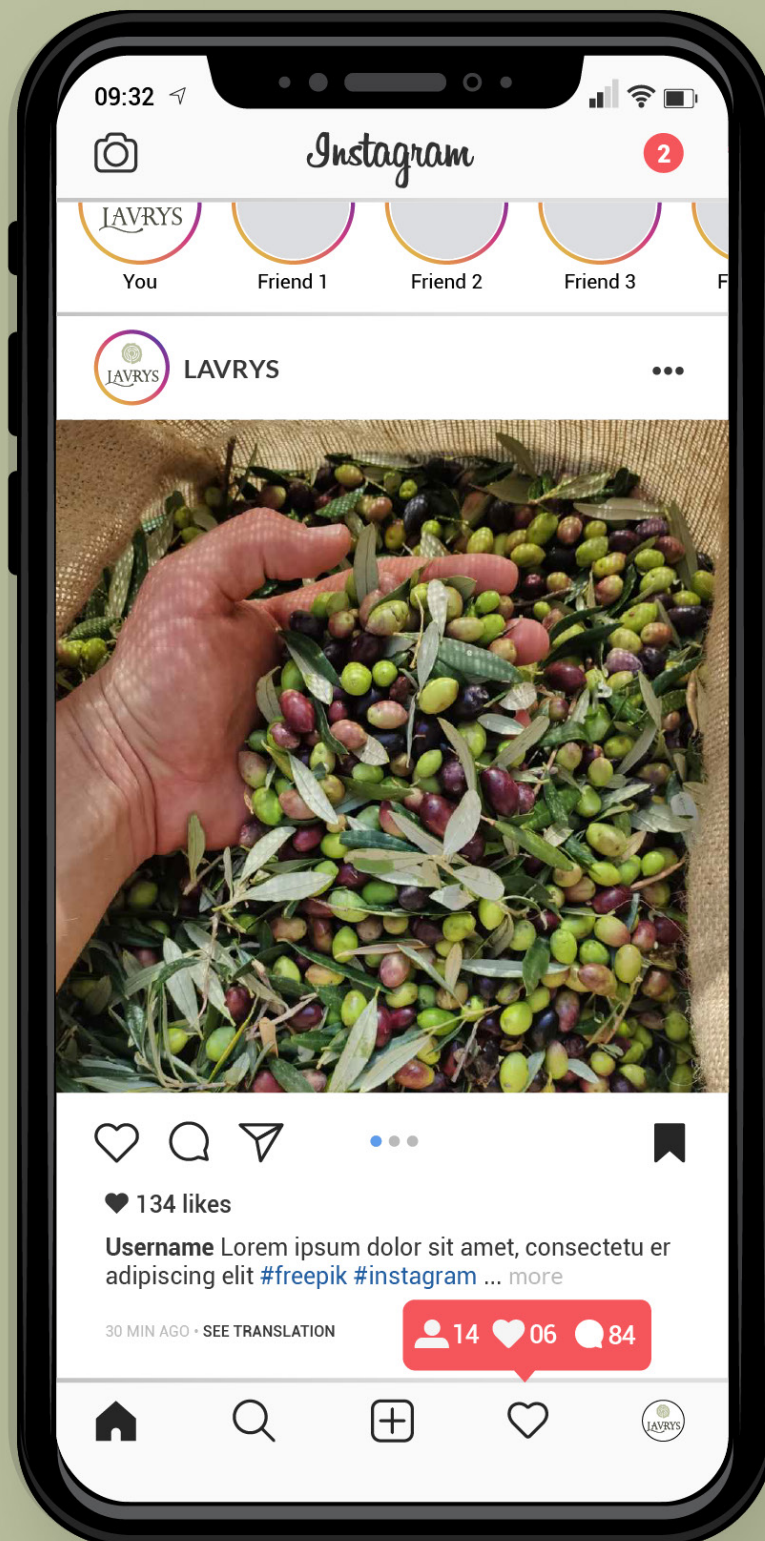 09:32
Instagram
2
LAVRYS
You
Friend 1
Friend 2
Friend 3
F
LAVRYS
LAVRYS
134 likes
Username Lorem ipsum dolor sit amet, consectetu er
adipiscing elit #freepik #instagram ... more
30 MIN AGO • SEE TRANSLATION
14 06 84
LAVRYS